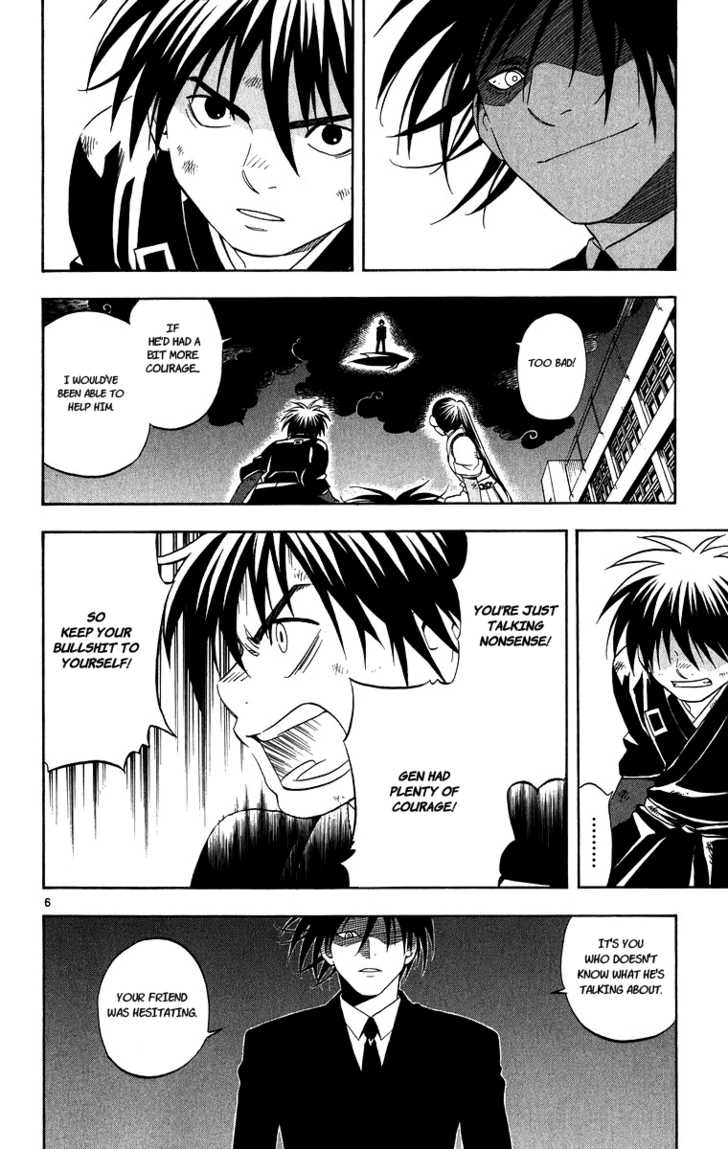 TOO BAD!
IF
HE'D HAD A
BIT MORE
COURAGE...
I WOULD'VE
BEEN ABLE TO
HELP HIM.
.........
YOU'RE JUST
TALKING
NONSENSE!
GEN HAD
PLENTY OF
COURAGE!
SO
KEEP YOUR
BULLSHIT TO
YOURSELF!
6
IT'S YOU
WHO DOESN'T
KNOW WHAT HE'S
TALKING ABOUT.
YOUR FRIEND
WAS HESITATING.